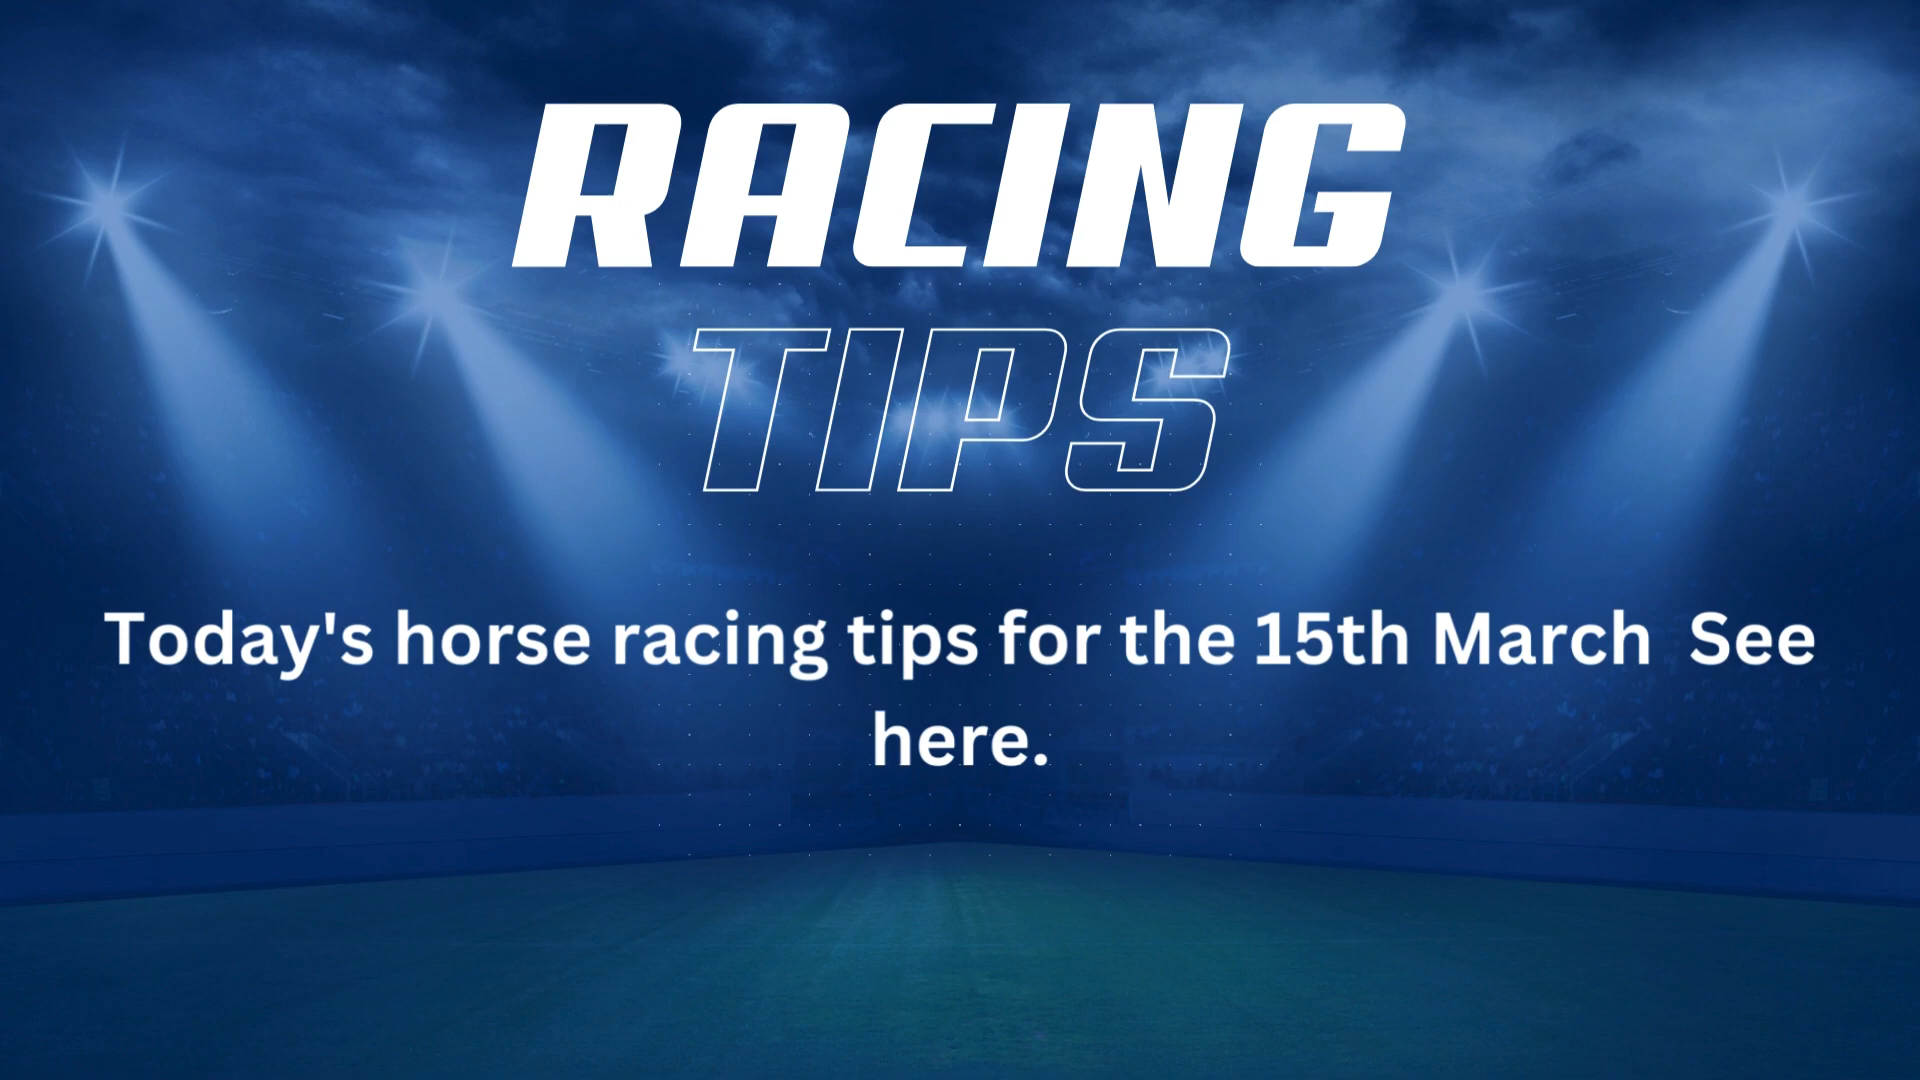 RACING
TIPS
Today's horse racing tips for the 15th March  See
here.